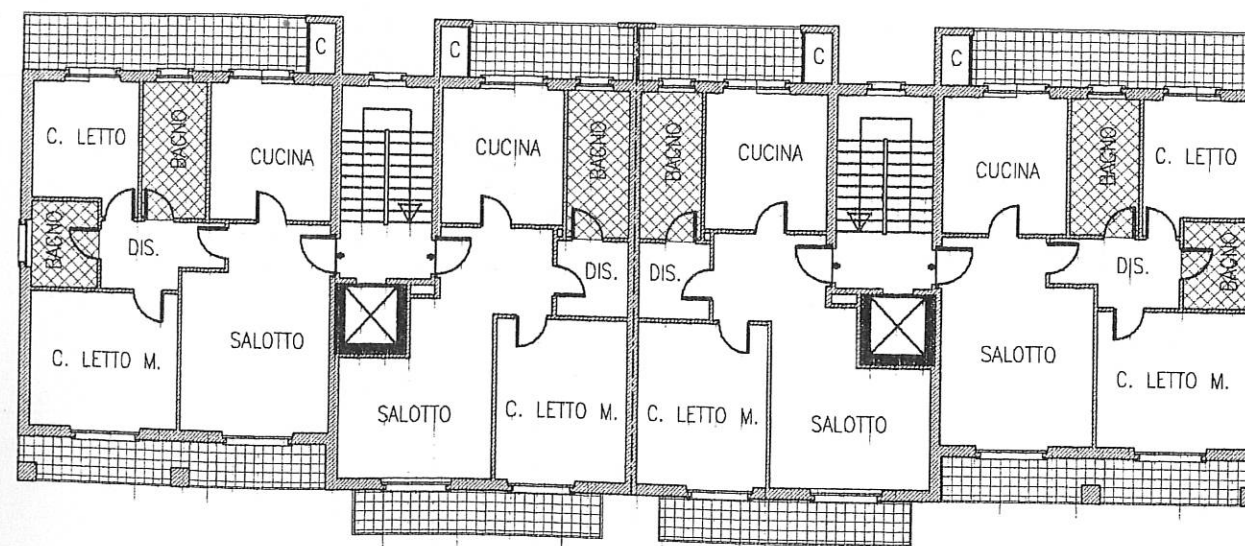 C
C
C
C
C. LETTO
BAGNO
CUCINA
CUCINA
BAGNO
BAGNO
CUCINA
CUCINA
BAGNO
C. LETTO
BAGNO
DIS.
DIS.
DIS.
DIS.
BAGNO
C. LETTO M.
SALOTTO
SALOTTO
C. LETTO M.
C. LETTO M.
SALOTTO
SALOTTO
C. LETTO M.